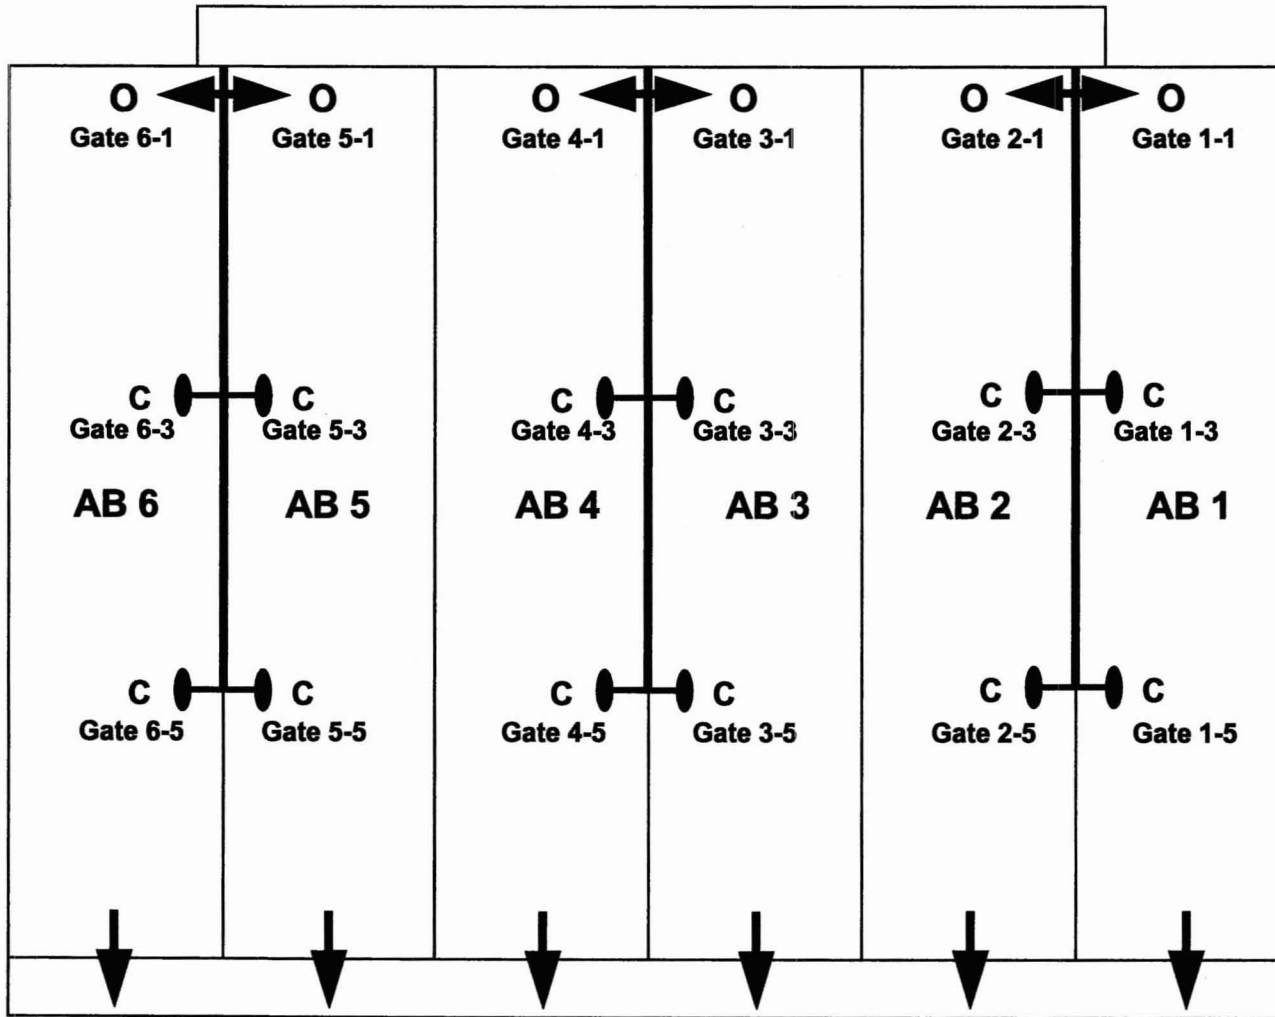 O O O O O O
Gate 6-1 Gate 5-1 Gate 4-1 Gate 3-1 Gate 2-1 Gate 1-1
C C C C C C
Gate 6-3 Gate 5-3 Gate 4-3 Gate 3-3 Gate 2-3 Gate 1-3
AB 6 AB 5 AB 4 AB 3 AB 2 AB 1
C C C C C C
Gate 6-5 Gate 5-5 Gate 4-5 Gate 3-5 Gate 2-5 Gate 1-5